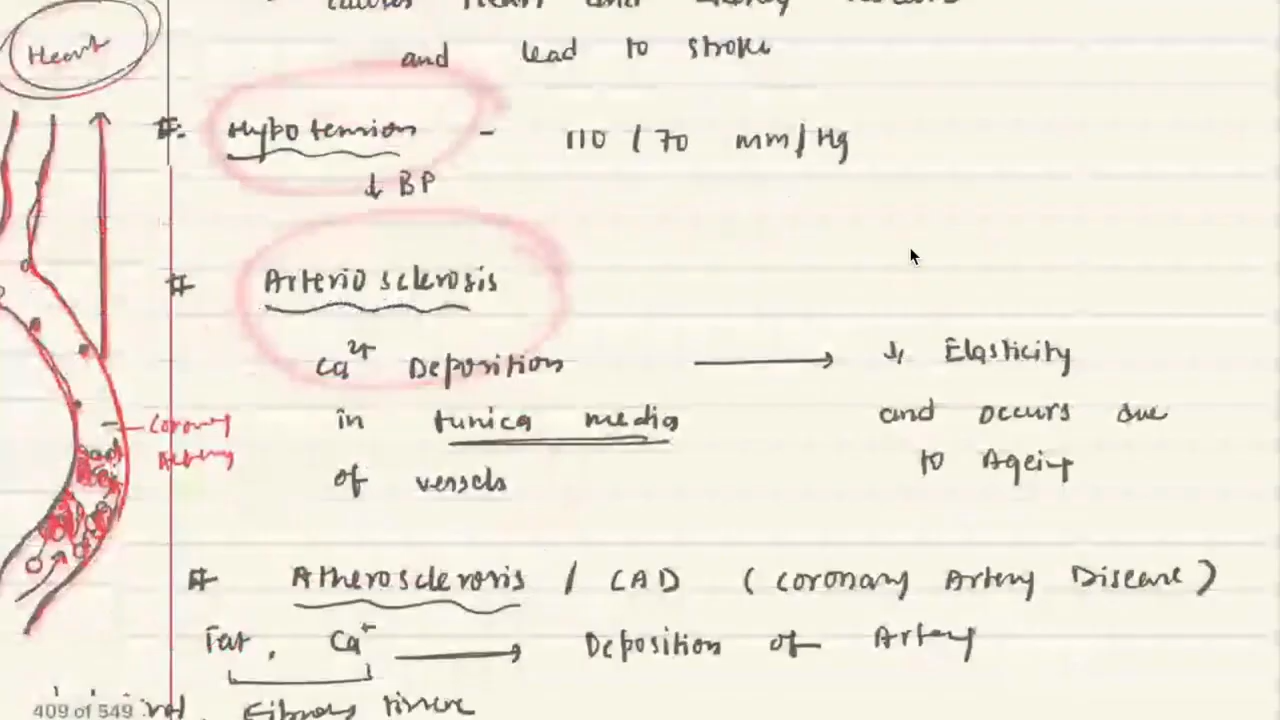 Heart
and lead to stroke
#. Hypotension - 110 / 70 mm/Hg
↓ BP
# Arteriosclerosis
Ca²⁺ Deposition → ↓ Elasticity
in tunica media and occurs due
of vessels to Ageing
Coronary
Artery
# Atherosclerosis / CAD (Coronary Artery Disease)
Fat, Ca⁺ → Deposition of Artery
Fibrous tissue
409 of 549